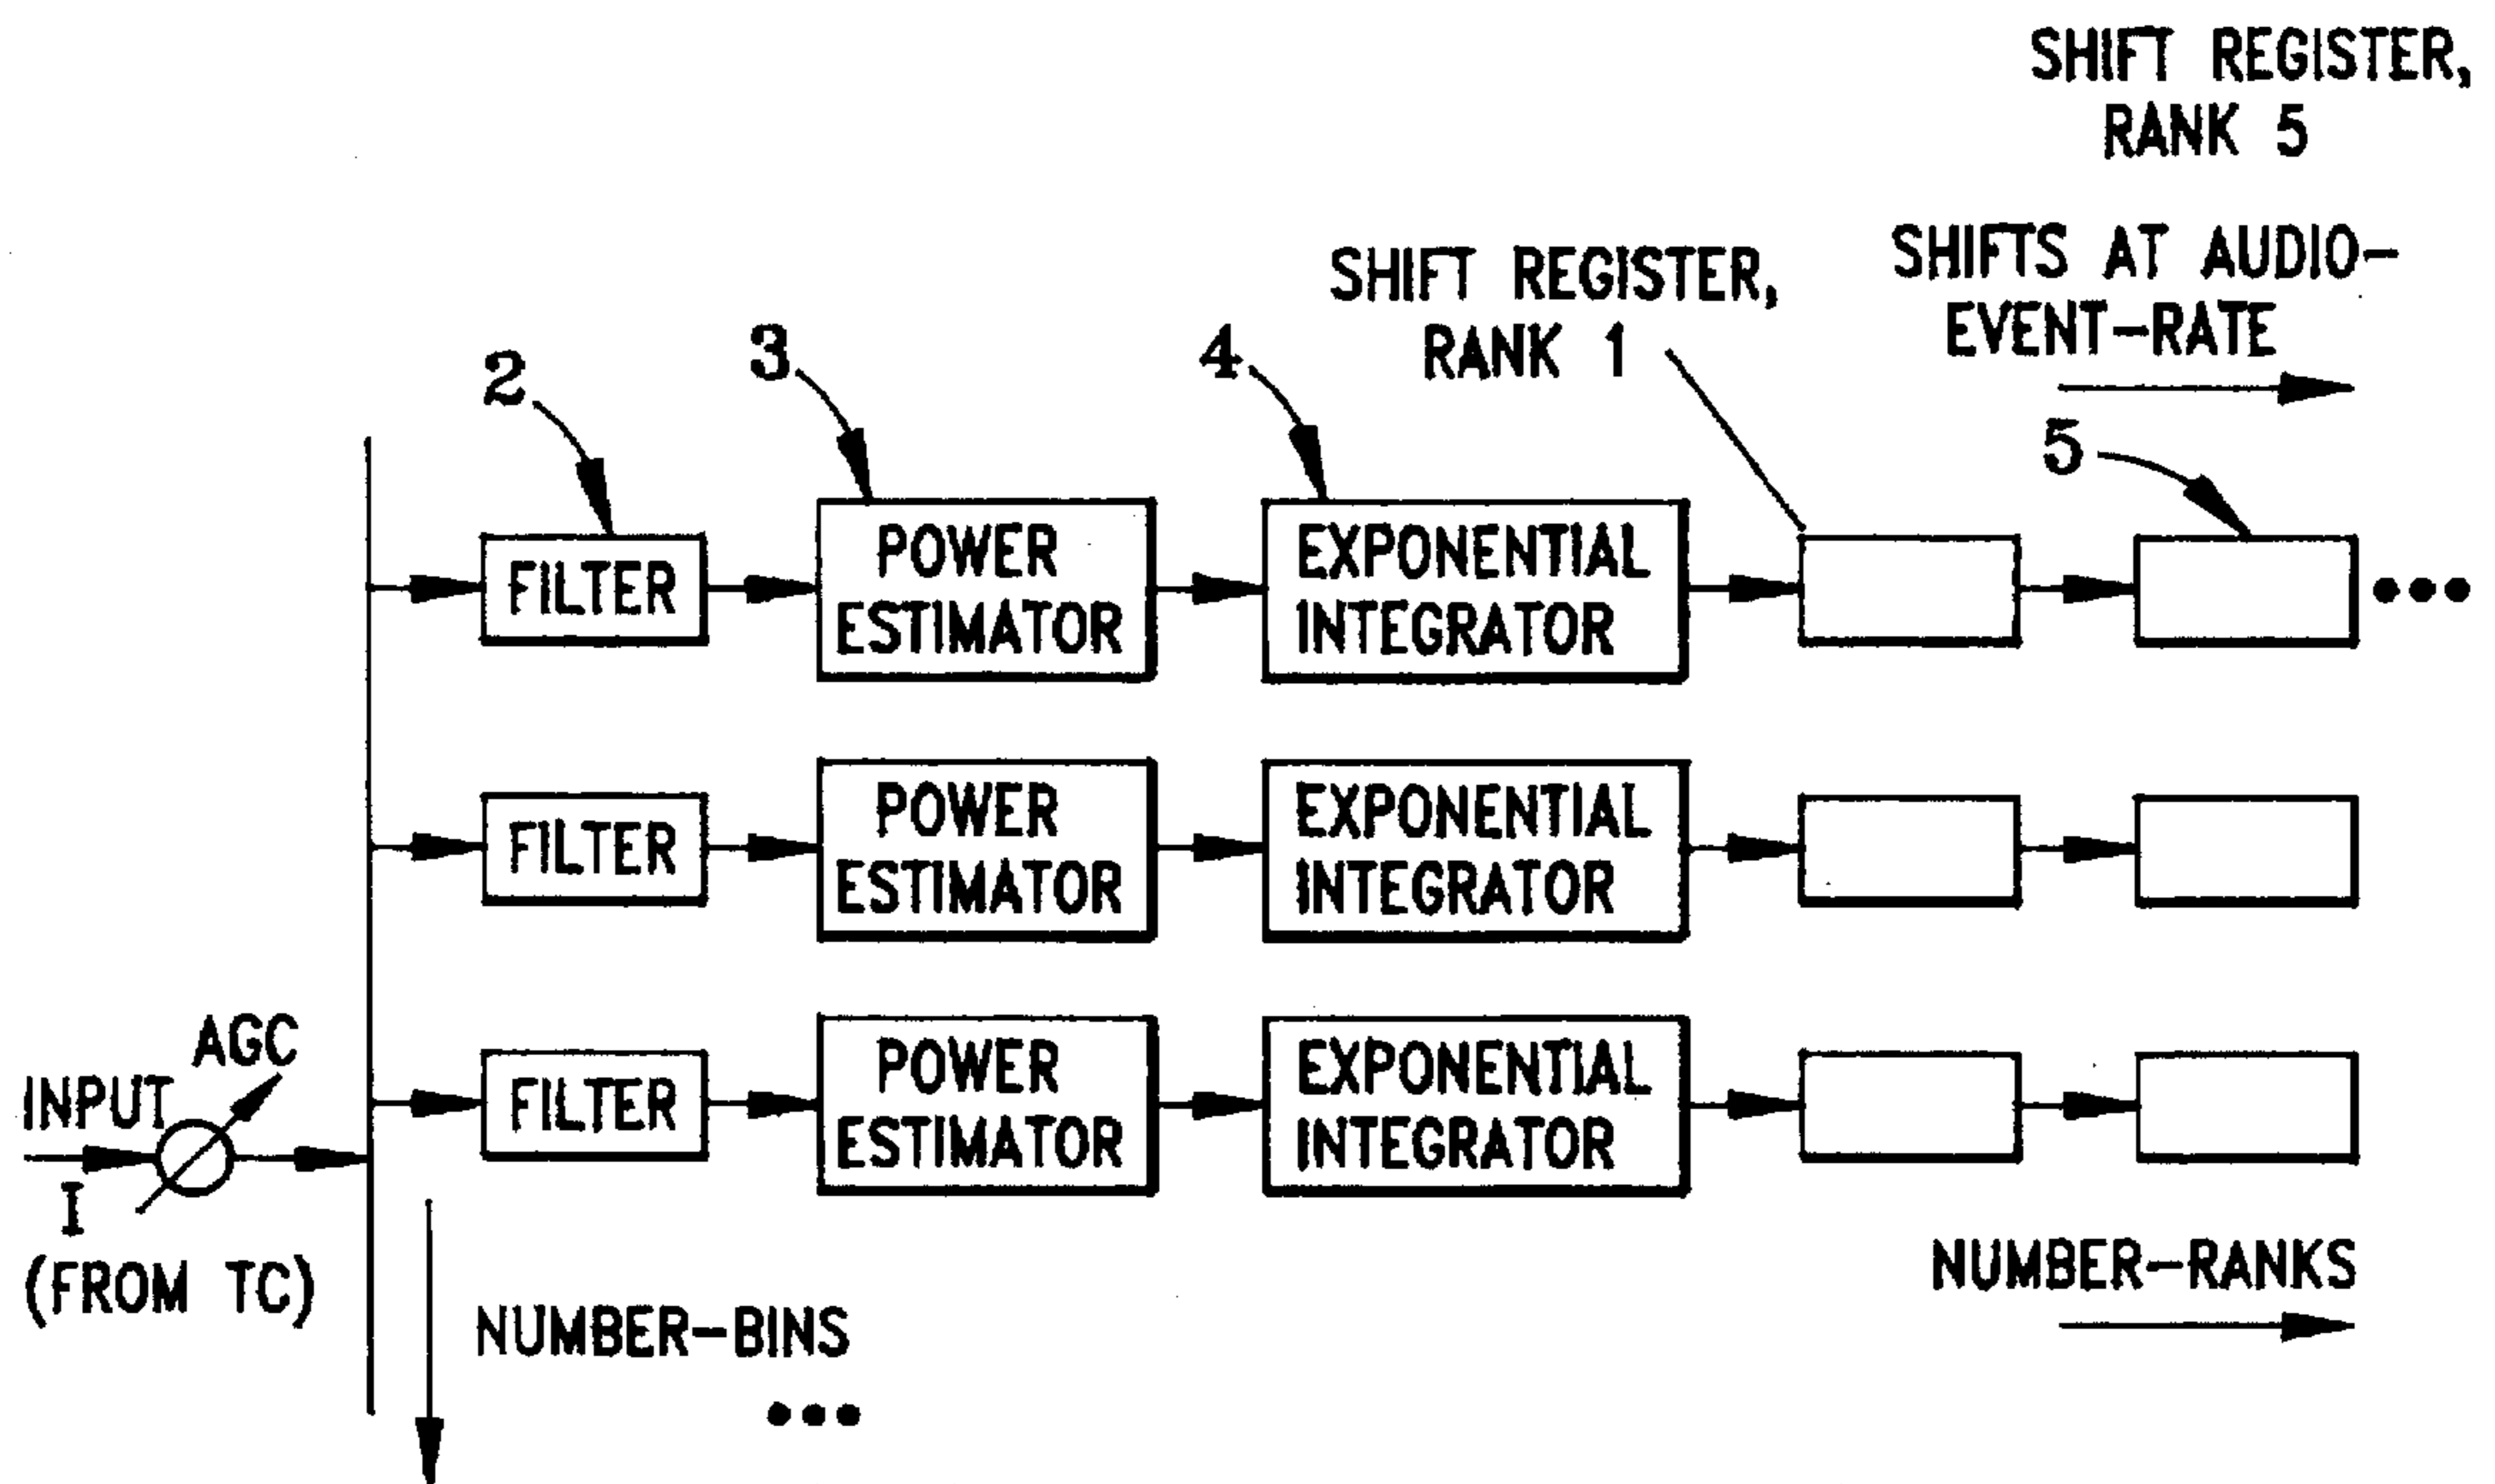 SHIFT REGISTER,
RANK 5
SHIFTS AT AUDIO-
EVENT-RATE
SHIFT REGISTER,
RANK 1
2
3
4
5
FILTER
POWER
ESTIMATOR
EXPONENTIAL
INTEGRATOR
FILTER
POWER
ESTIMATOR
EXPONENTIAL
INTEGRATOR
AGC
INPUT
I
(FROM TC)
FILTER
POWER
ESTIMATOR
EXPONENTIAL
INTEGRATOR
NUMBER-RANKS
NUMBER-BINS